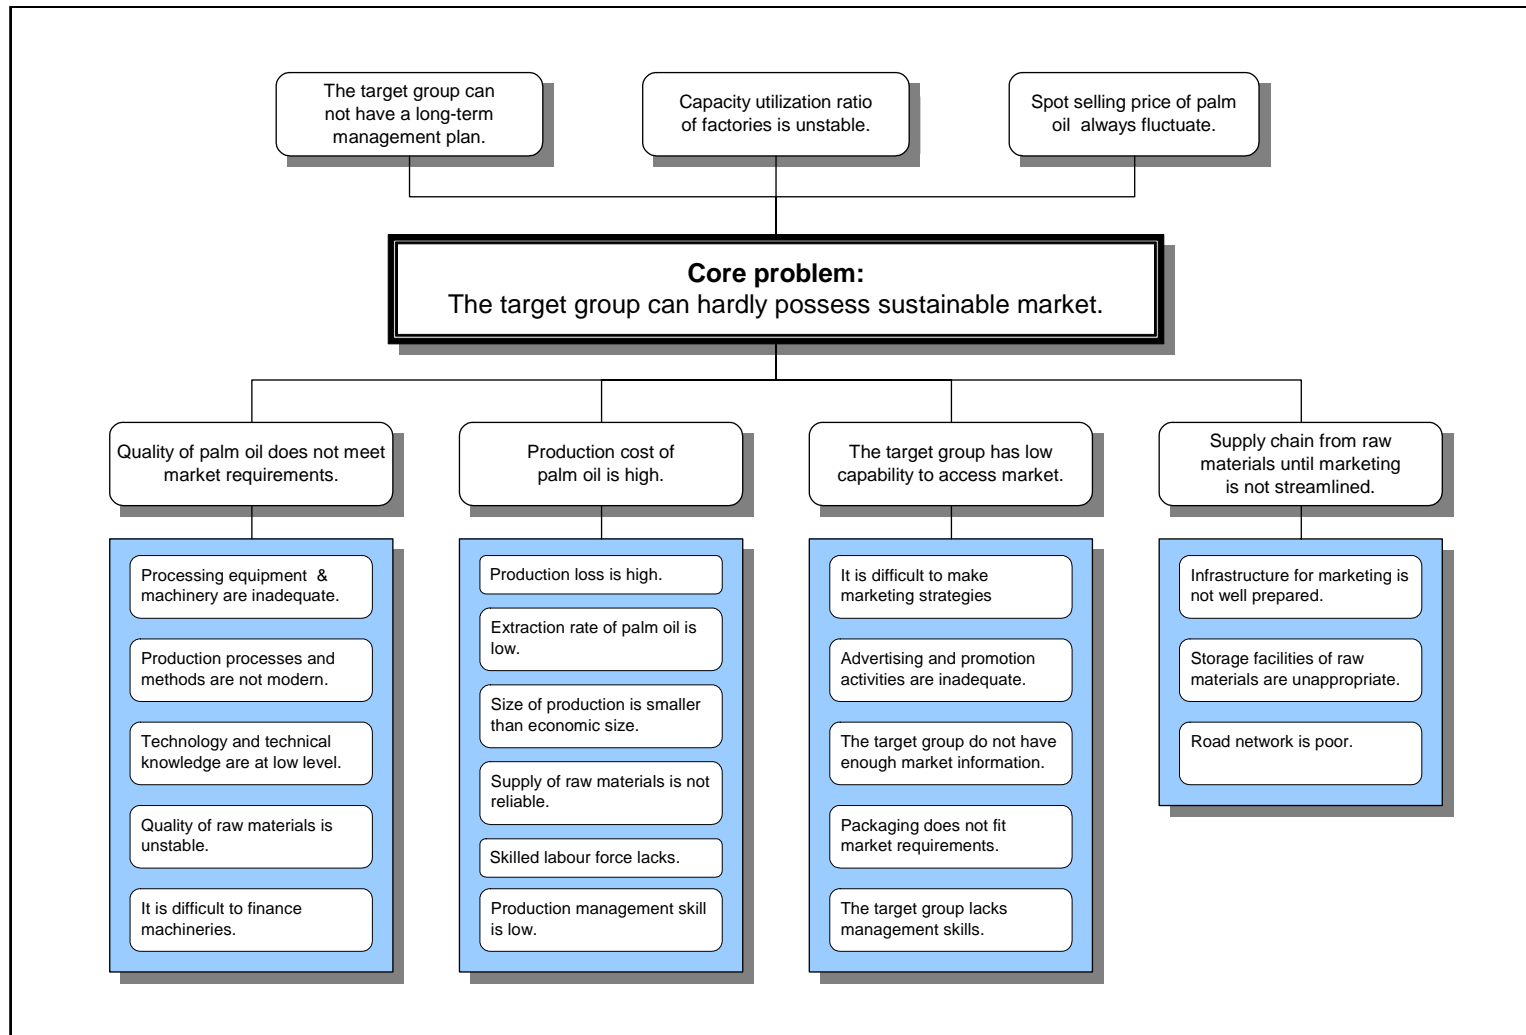 The target group can
not have a long-term
management plan.
Capacity utilization ratio
of factories is unstable.
Spot selling price of palm
oil  always fluctuate.
Core problem:
The target group can hardly possess sustainable market.
Quality of palm oil does not meet
market requirements.
Production cost of
palm oil is high.
The target group has low
capability to access market.
Supply chain from raw
materials until marketing
is not streamlined.
Processing equipment  &
machinery are inadequate.
Production processes and
methods are not modern.
Technology and technical
knowledge are at low level.
Quality of raw materials is
unstable.
It is difficult to finance
machineries.
Production loss is high.
Extraction rate of palm oil is
low.
Size of production is smaller
than economic size.
Supply of raw materials is not
reliable.
Skilled labour force lacks.
Production management skill
is low.
It is difficult to make
marketing strategies
Advertising and promotion
activities are inadequate.
The target group do not have
enough market information.
Packaging does not fit
market requirements.
The target group lacks
management skills.
Infrastructure for marketing is
not well prepared.
Storage facilities of raw
materials are unappropriate.
Road network is poor.